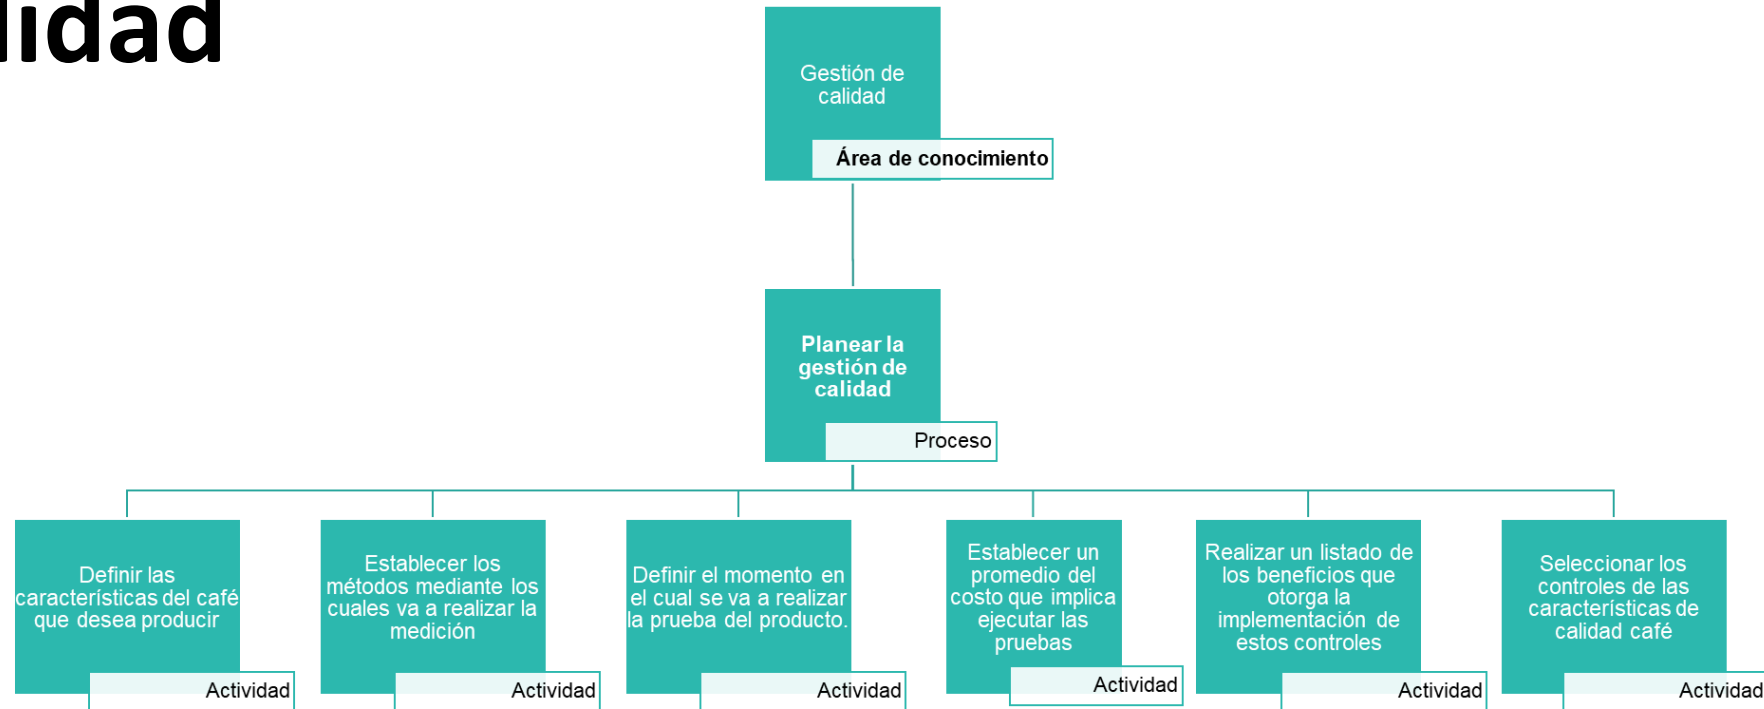 lidad
Gestión de
calidad
Área de conocimiento
Planear la
gestión de
calidad
Proceso
Definir las
características del café
que desea producir
Actividad
Establecer los
métodos mediante los
cuales va a realizar la
medición
Actividad
Definir el momento en
el cual se va a realizar
la prueba del producto.
Actividad
Establecer un
promedio del
costo que implica
ejecutar las
pruebas
Actividad
Realizar un listado de
los beneficios que
otorga la
implementación de
estos controles
Actividad
Seleccionar los
controles de las
características de
calidad café
Actividad